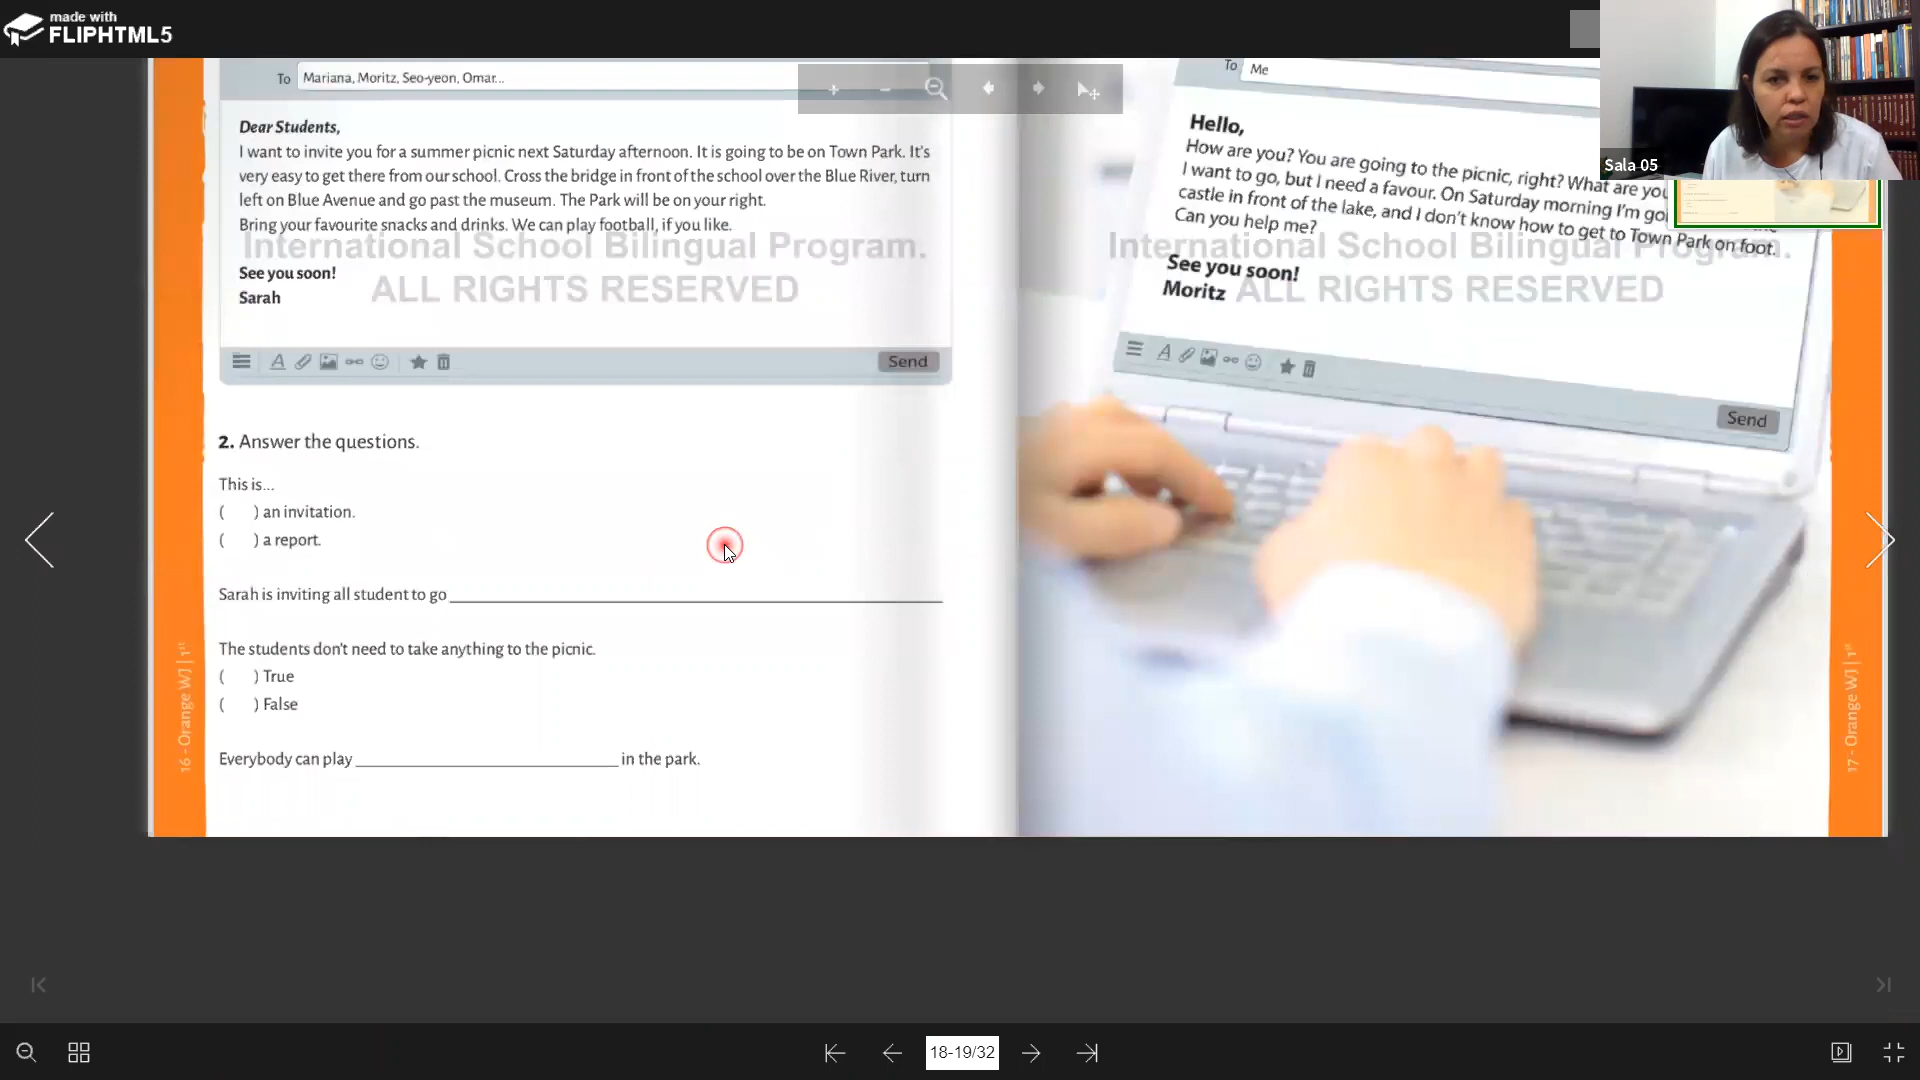 made with
FLIPHTML5
Sala 05
To Mariana, Moritz, Seo-yeon, Omar...
Dear Students,
I want to invite you for a summer picnic next Saturday afternoon. It is going to be on Town Park. It's
very easy to get there from our school. Cross the bridge in front of the school over the Blue River, turn
left on Blue Avenue and go past the museum. The Park will be on your right.
Bring your favourite snacks and drinks. We can play football, if you like.
International School Bilingual Program.
ALL RIGHTS RESERVED
See you soon!
Sarah
Send
2. Answer the questions.
This is...
( ) an invitation.
( ) a report.
Sarah is inviting all student to go
The students don't need to take anything to the picnic.
( ) True
( ) False
Everybody can play in the park.
16 - Orange WJ | 1st
To Me
Hello,
How are you? You are going to the picnic, right? What are you
I want to go, but I need a favour. On Saturday morning I'm go
castle in front of the lake, and I don't know how to get to Town Park on foot.
Can you help me?
International School Bilingual Program.
ALL RIGHTS RESERVED
See you soon!
Moritz
Send
17 - Orange WJ | 1st
18-19/32